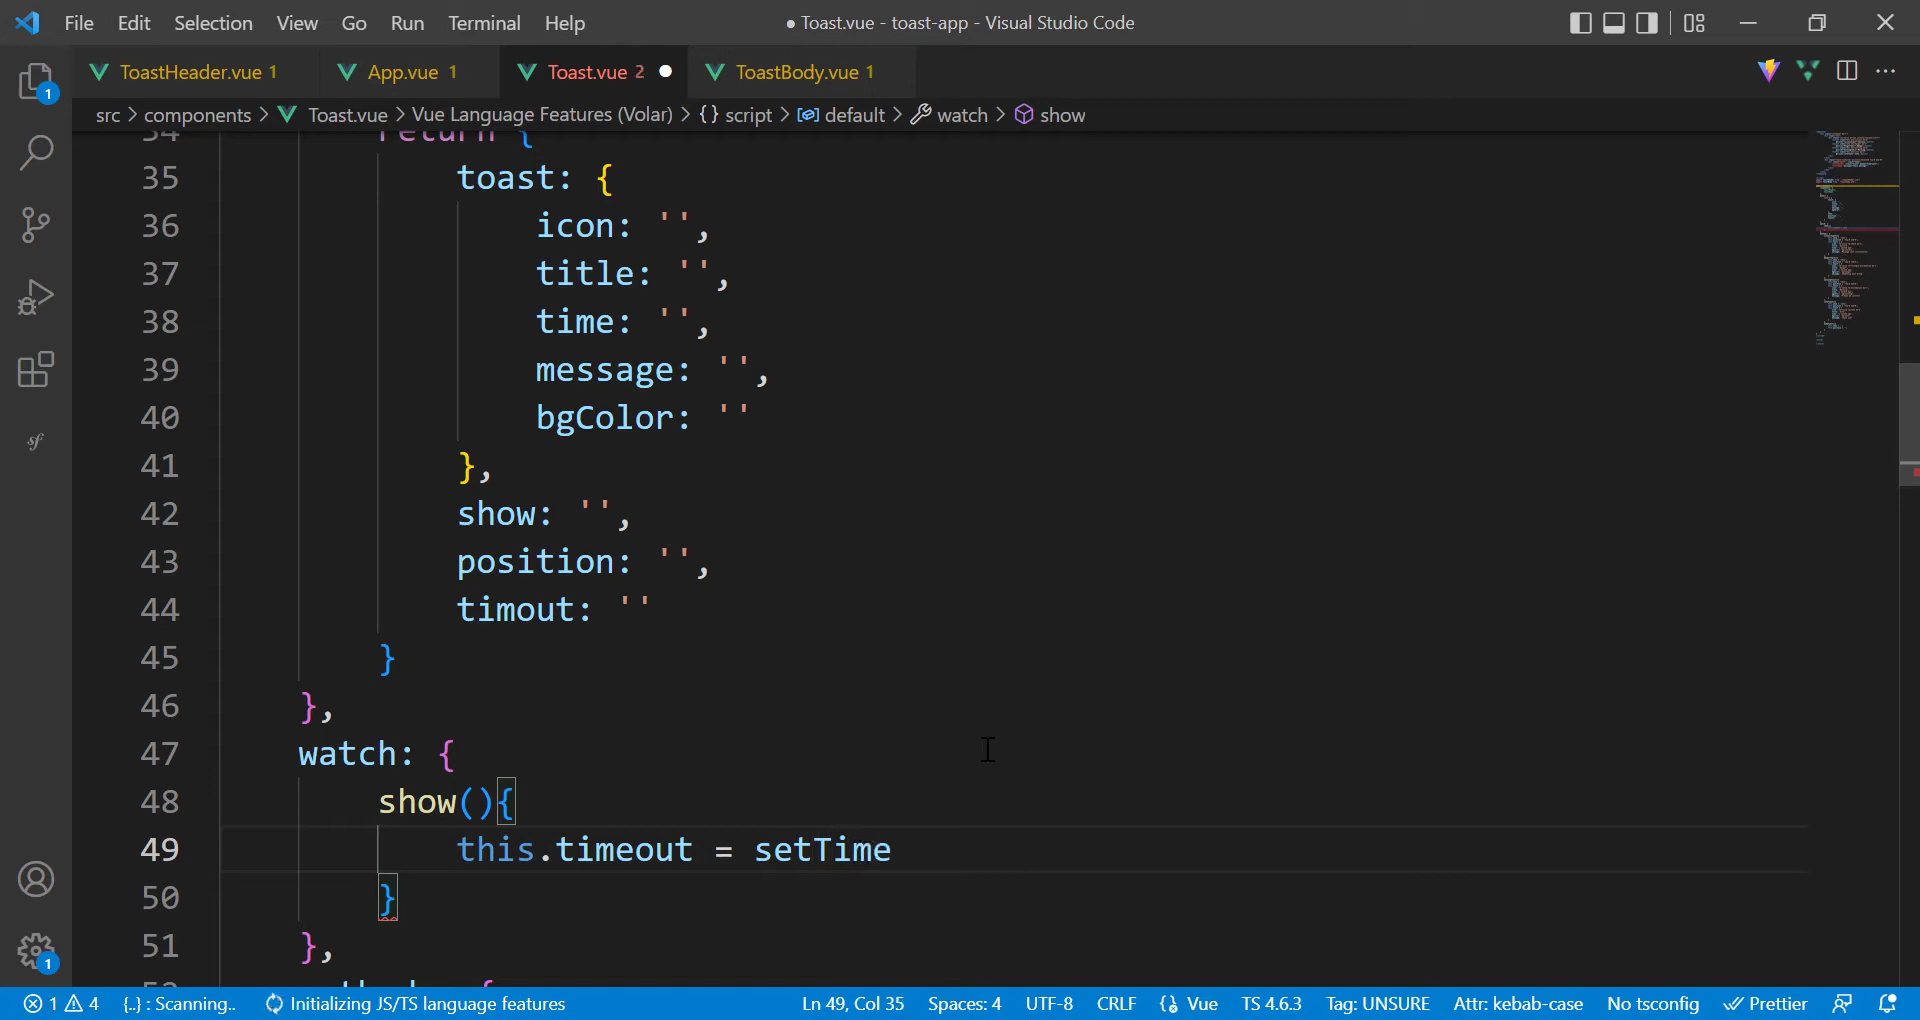 File Edit Selection View Go Run Terminal Help ● Toast.vue - toast-app - Visual Studio Code
ToastHeader.vue 1 App.vue 1 Toast.vue 2 ToastBody.vue 1
src > components > Toast.vue > Vue Language Features (Volar) > {} script > default > watch > show
34 return {
35 toast: {
36 icon: '',
37 title: '',
38 time: '',
39 message: '',
40 bgColor: ''
41 },
42 show: '',
43 position: '',
44 timout: ''
45 }
46 },
47 watch: {
48 show(){
49 this.timeout = setTime
50 }
51 },
1
1
1 4 {..} : Scanning.. Initializing JS/TS language features Ln 49, Col 35 Spaces: 4 UTF-8 CRLF Vue TS 4.6.3 Tag: UNSURE Attr: kebab-case No tsconfig Prettier